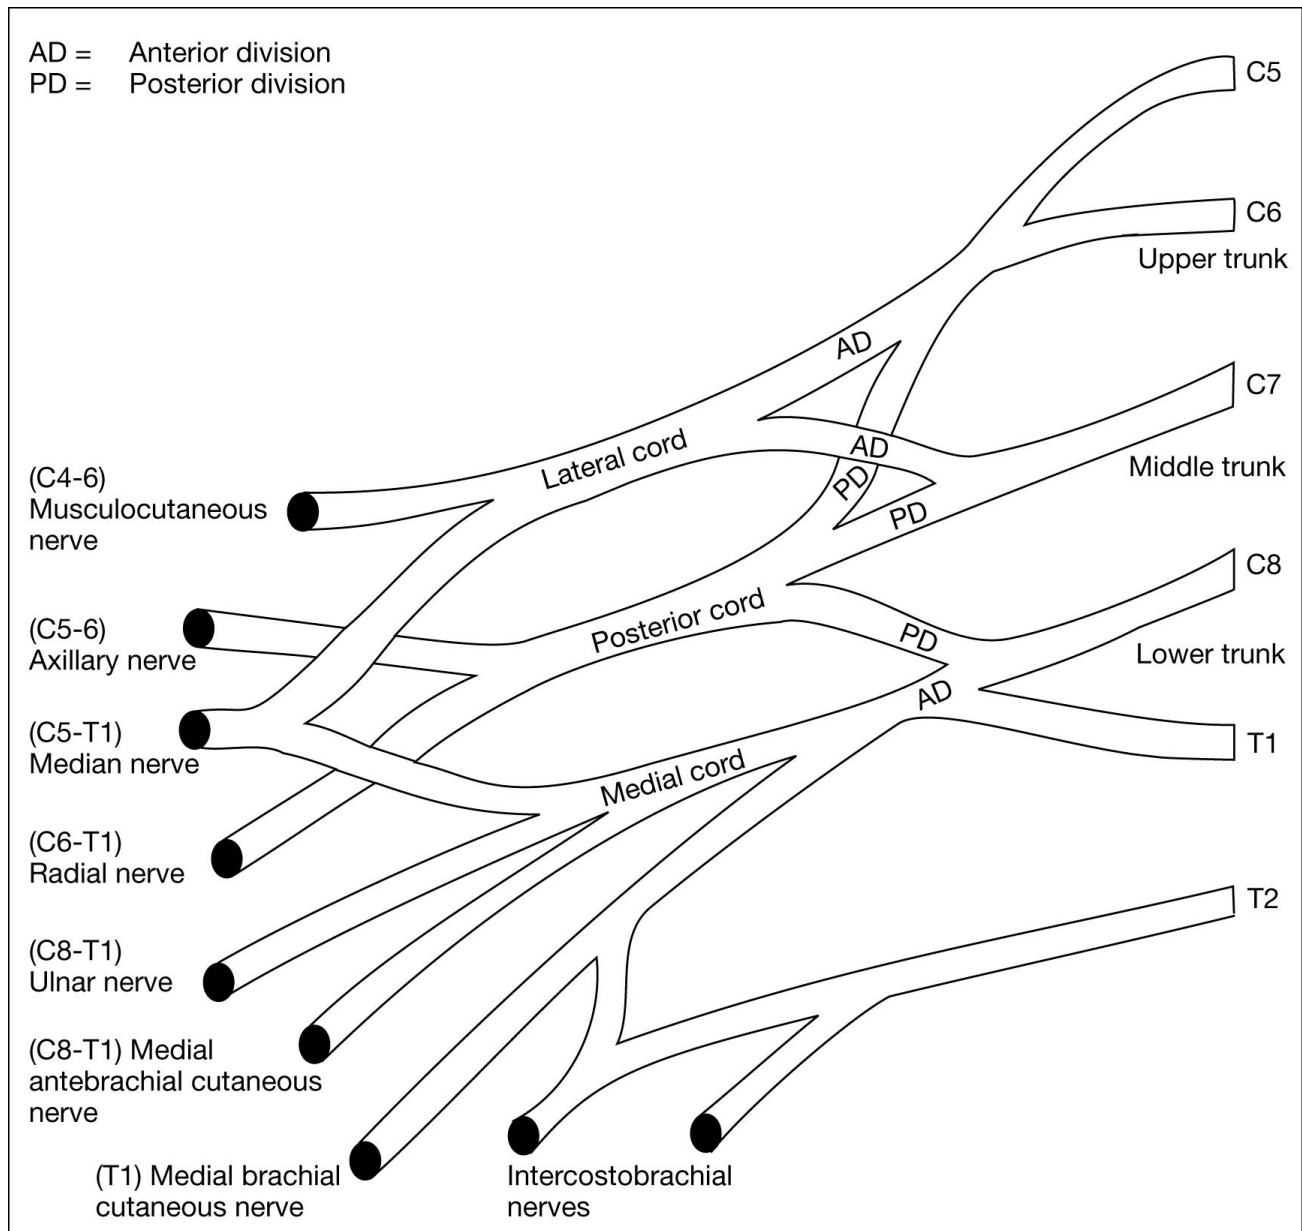 AD = Anterior division
PD = Posterior division
C5
C6
Upper trunk
AD
C7
AD
Lateral cord
Middle trunk
PD
PD
(C4-6)
Musculocutaneous
nerve
C8
Posterior cord
PD
Lower trunk
(C5-6)
Axillary nerve
AD
(C5-T1)
Median nerve
T1
Medial cord
(C6-T1)
Radial nerve
T2
(C8-T1)
Ulnar nerve
(C8-T1) Medial
antebrachial cutaneous
nerve
(T1) Medial brachial
cutaneous nerve
Intercostobrachial
nerves